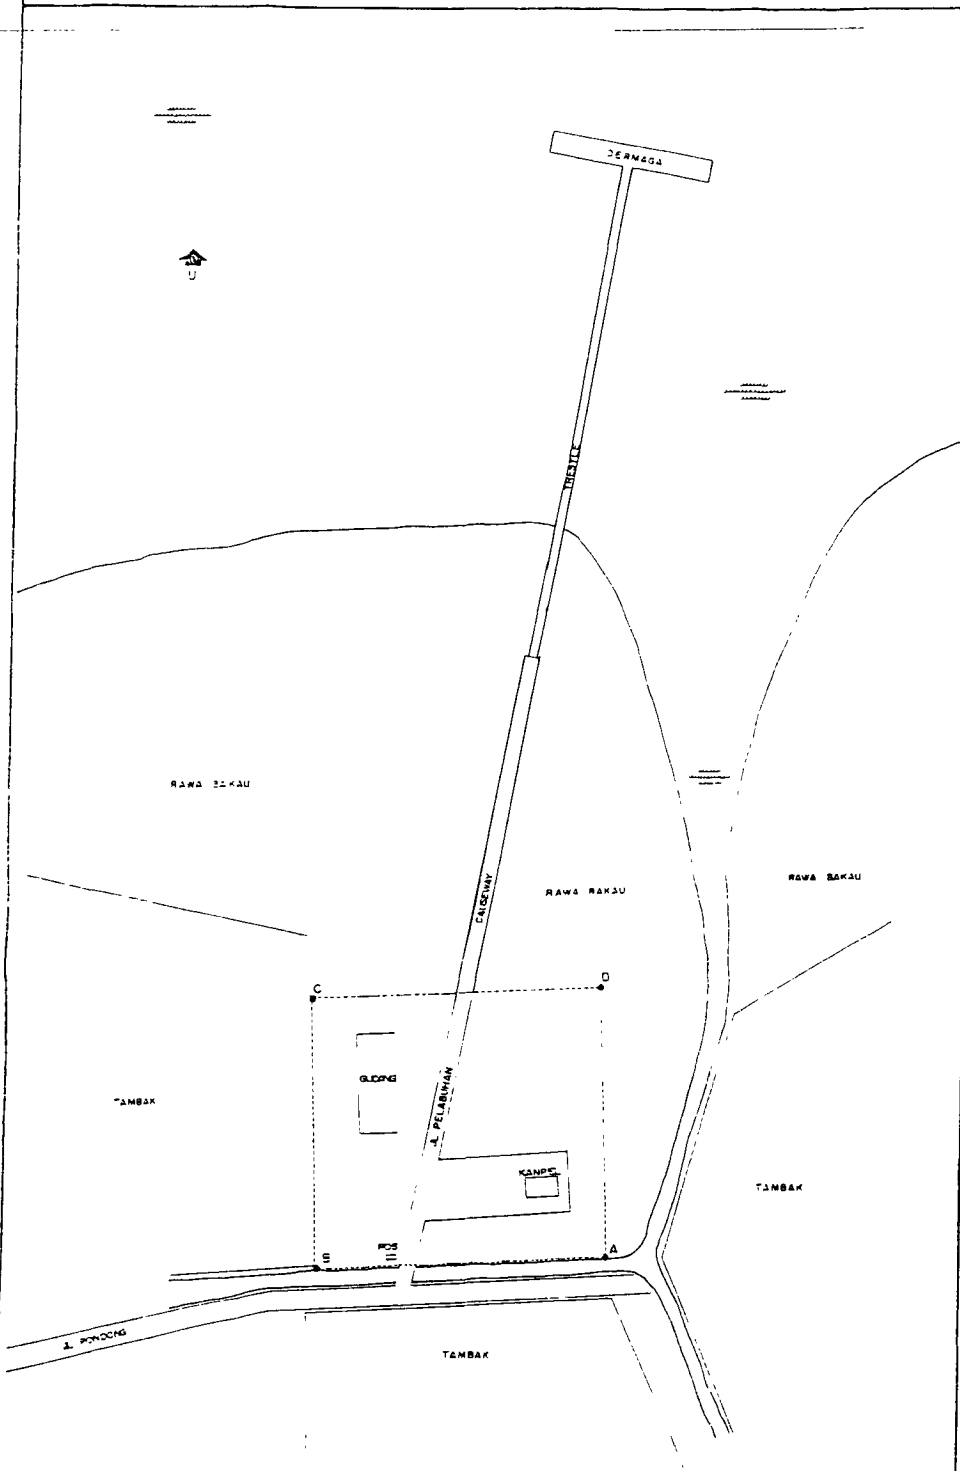 DERMAGA
U
TRESTLE
RAWA BAKAU
CAUSEWAY
RAWA BAKAU
RAWA BAKAU
C
D
GUDANG
JL. PELABUHAN
TAMBAK
KANPEL
TAMBAK
POS
B
A
JL. PONDONG
TAMBAK